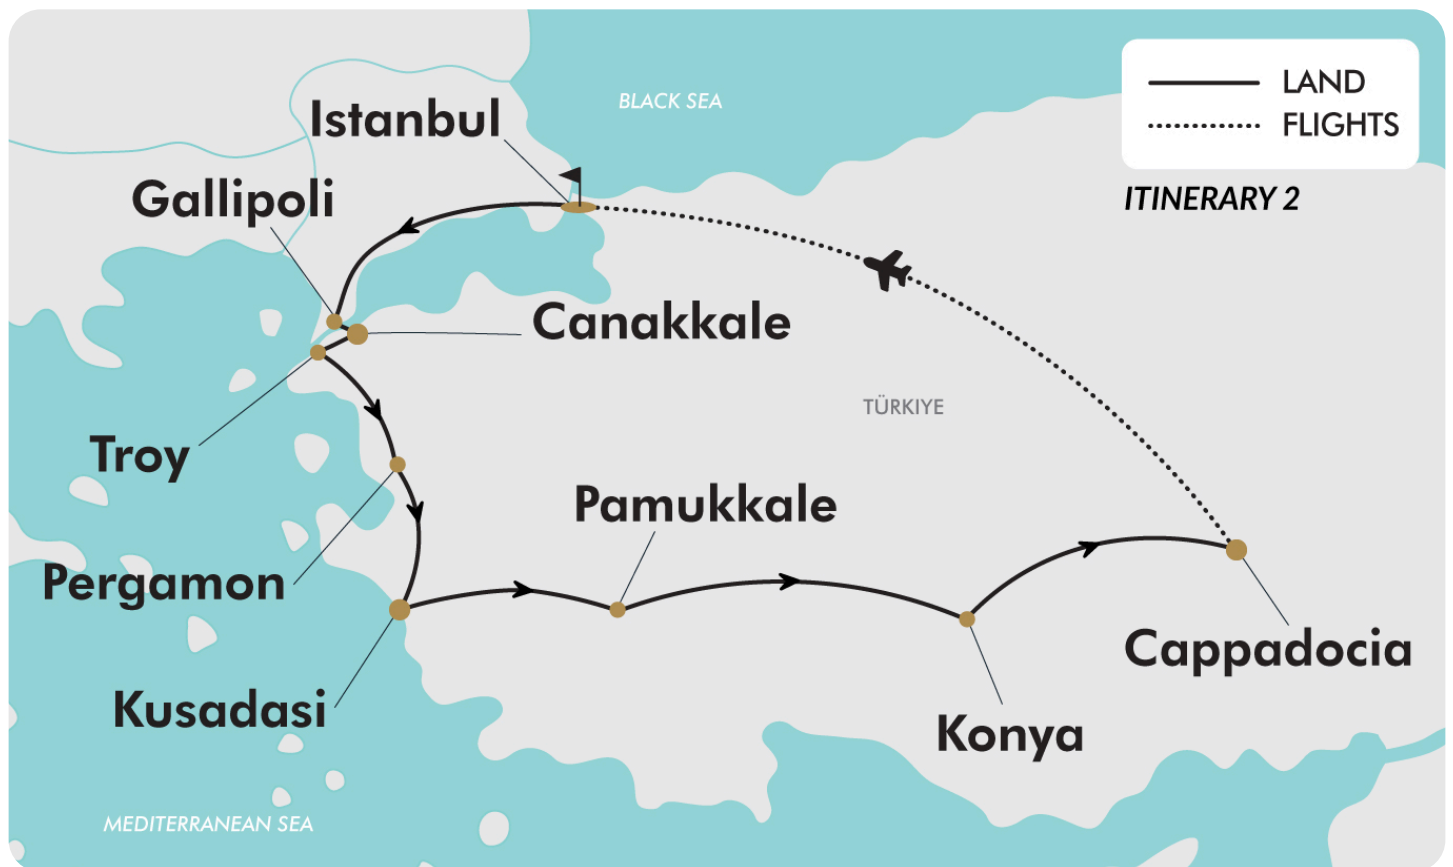 BLACK SEA
LAND
FLIGHTS
ITINERARY 2
Istanbul
Gallipoli
Canakkale
TÜRKIYE
Troy
Pamukkale
Pergamon
Cappadocia
Kusadasi
Konya
MEDITERRANEAN SEA